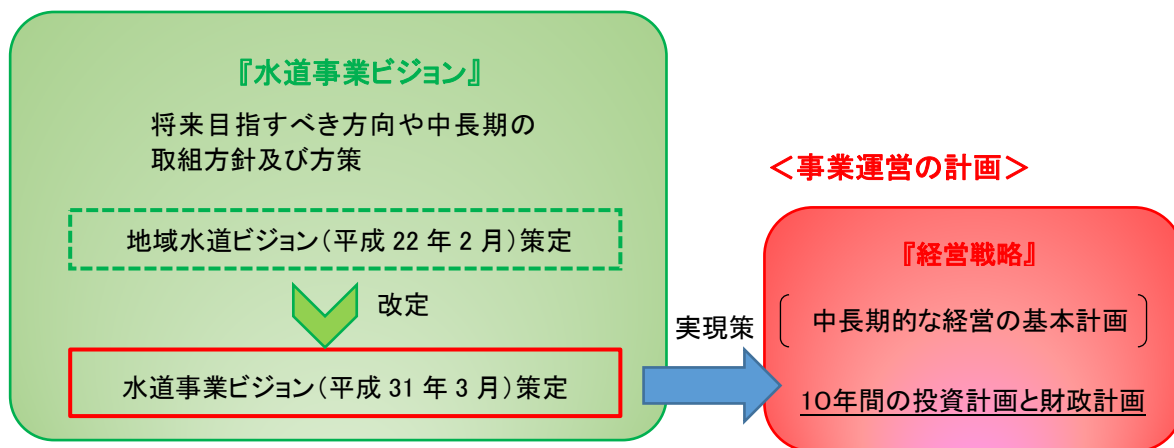 『水道事業ビジョン』
将来目指すべき方向や中長期の
取組方針及び方策
地域水道ビジョン（平成 22 年 2 月）策定
改定
水道事業ビジョン（平成 31 年 3 月）策定
実現策
＜事業運営の計画＞
『経営戦略』
中長期的な経営の基本計画
10年間の投資計画と財政計画